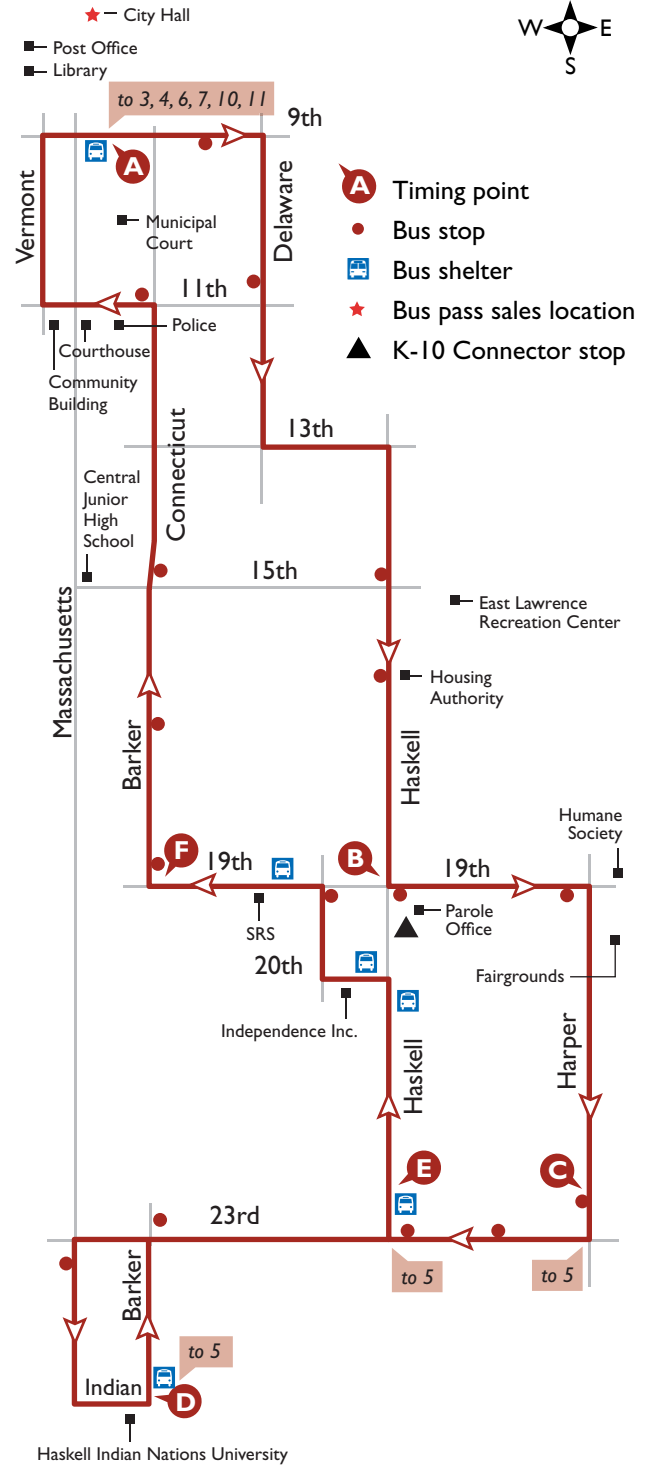 City Hall
W
E
S
Post Office
Library
to 3, 4, 6, 7, 10, 11
9th
A
Vermont
Delaware
Municipal
Court
11th
Police
Courthouse
Community
Building
A
Timing point
Bus stop
Bus shelter
Bus pass sales location
K-10 Connector stop
13th
Connecticut
Central
Junior
High
School
15th
Massachusetts
East Lawrence
Recreation Center
Housing
Authority
Barker
Haskell
Humane
Society
F
19th
B
19th
SRS
Parole
Office
20th
Fairgrounds
Independence Inc.
Haskell
Harper
E
C
23rd
to 5
to 5
Barker
to 5
Indian
D
Haskell Indian Nations University